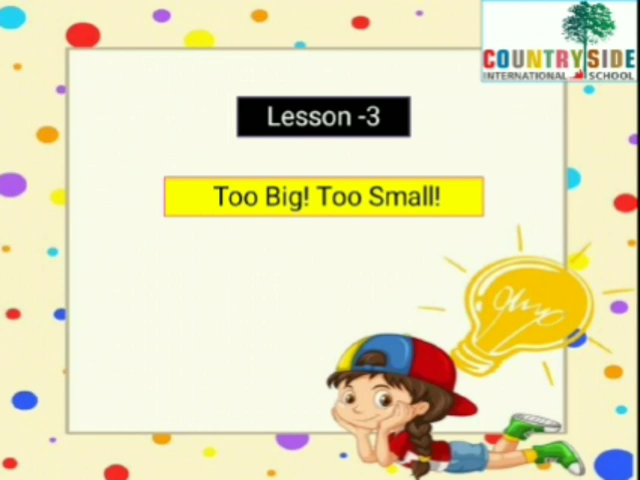 COUNTRYSIDE
INTERNATIONAL SCHOOL
Lesson -3
Too Big! Too Small!